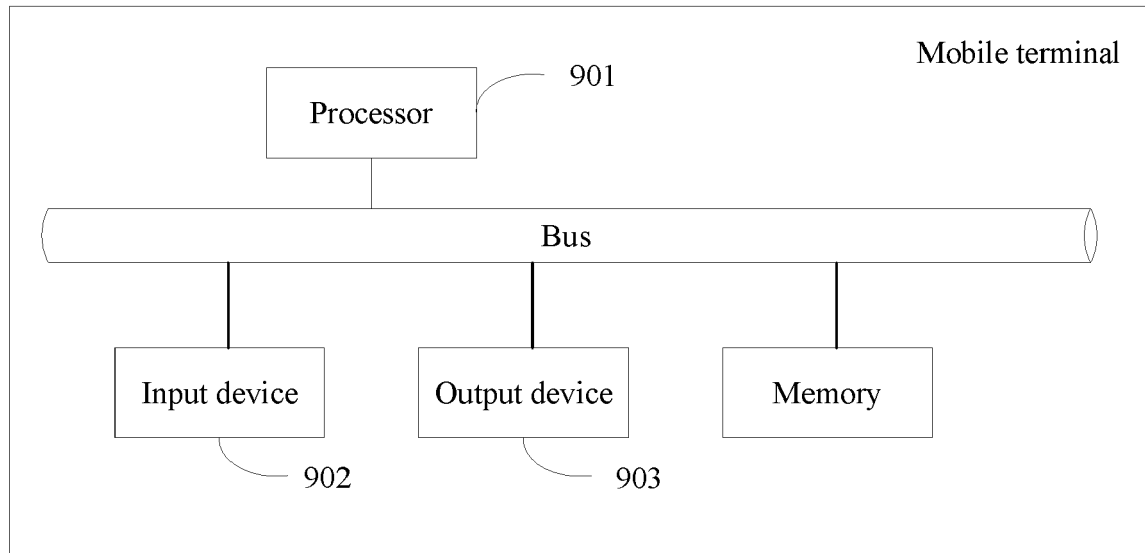 Mobile terminal
901
Processor
Bus
Input device
Output device
Memory
902
903